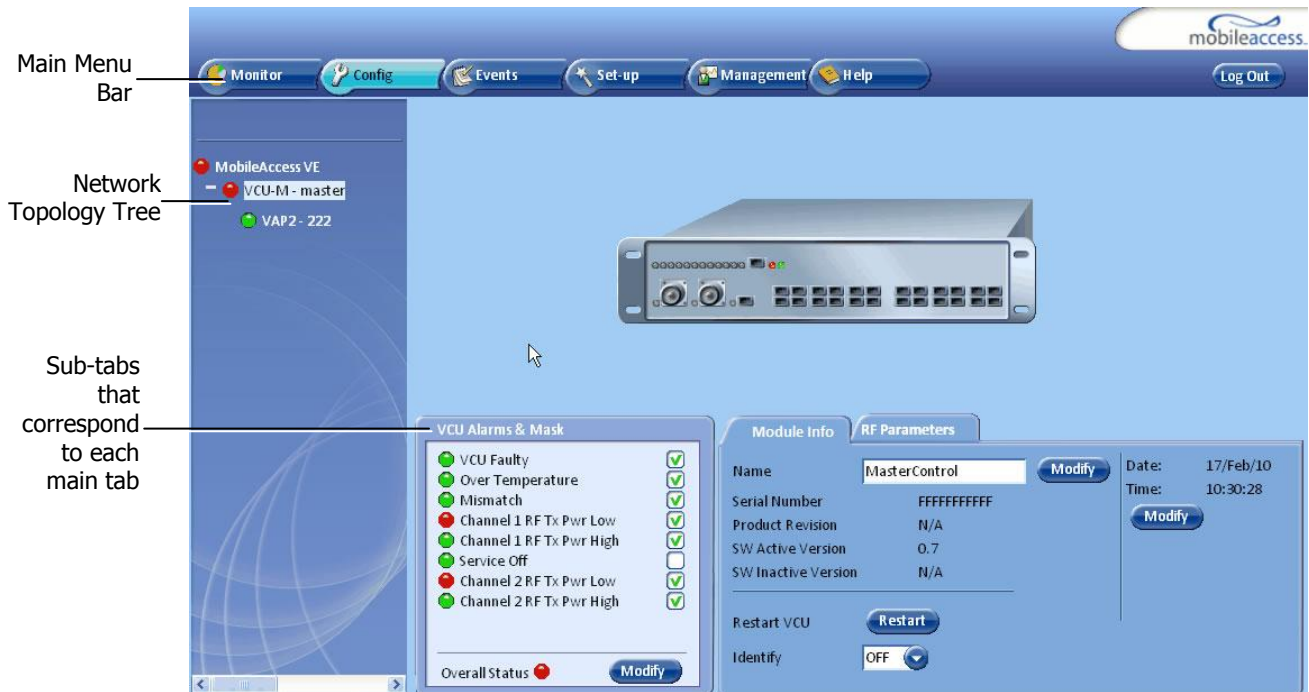 mobileaccess.
Main Menu
Bar
Monitor
Config
Events
Set-up
Management
Help
Log Out
MobileAccess VE
VCU-M - master
VAP2 - 222
Network
Topology Tree
Sub-tabs
that
correspond
to each
main tab
VCU Alarms & Mask
VCU Faulty
Over Temperature
Mismatch
Channel 1 RF Tx Pwr Low
Channel 1 RF Tx Pwr High
Service Off
Channel 2 RF Tx Pwr Low
Channel 2 RF Tx Pwr High
Overall Status
Modify
Module Info
RF Parameters
Name MasterControl Modify
Serial Number FFFFFFFFFFF
Product Revision N/A
SW Active Version 0.7
SW Inactive Version N/A
Restart VCU Restart
Identify OFF
Date: 17/Feb/10
Time: 10:30:28
Modify